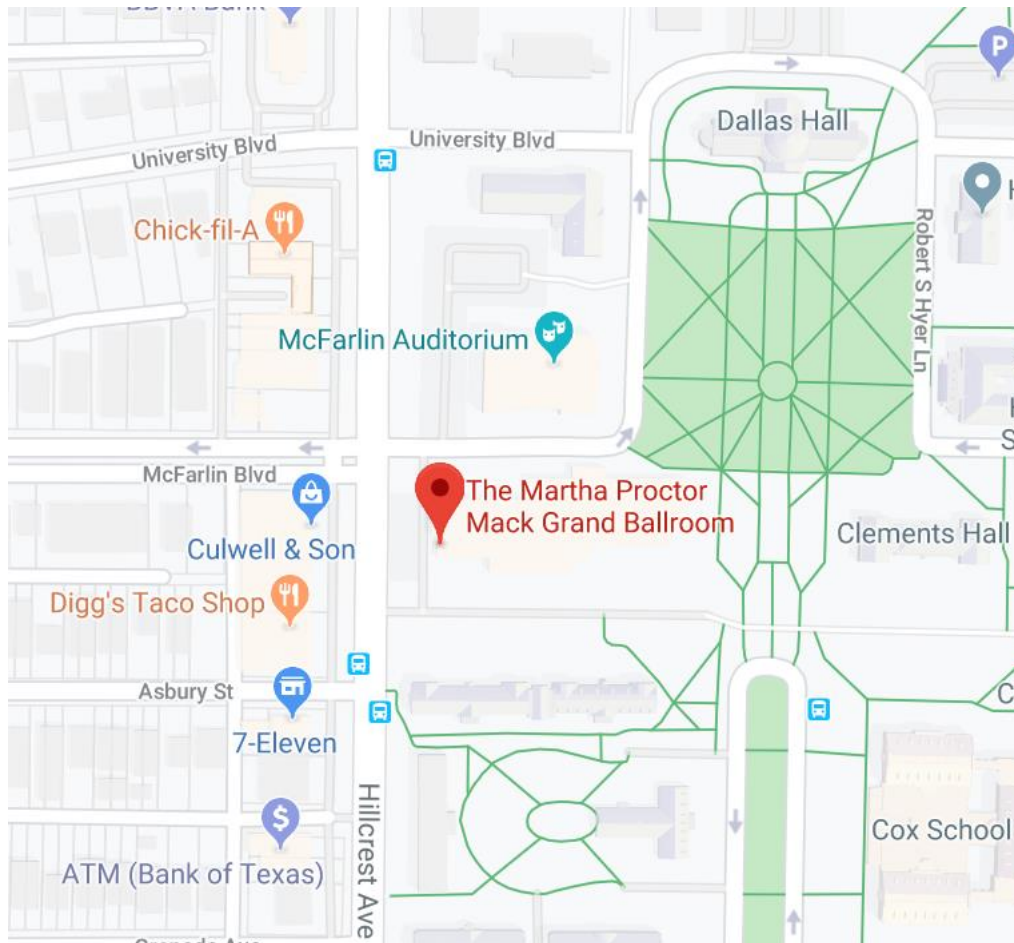 BBVA Bank
P
University Blvd
University Blvd
Dallas Hall
Chick-fil-A
Robert S Hyer Ln
H
McFarlin Auditorium
H
S
McFarlin Blvd
The Martha Proctor
Mack Grand Ballroom
Culwell & Son
Clements Hall
Digg's Taco Shop
Asbury St
C
7-Eleven
Hillcrest Ave
$
Cox School
ATM (Bank of Texas)